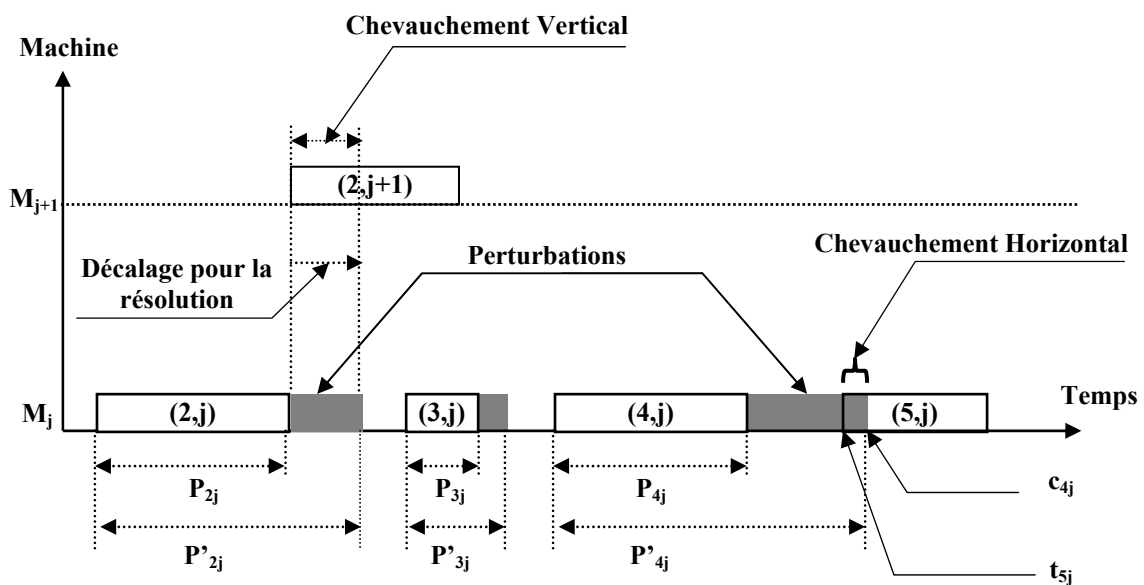 Chevauchement Vertical
Machine
(2,j+1)
M_{j+1}
Chevauchement Horizontal
Perturbations
Décalage pour la
résolution
Temps
M_j
(2,j)
(3,j)
(4,j)
(5,j)
P_{2j}
P_{3j}
P_{4j}
c_{4j}
P’_{2j}
P’_{3j}
P’_{4j}
t_{5j}